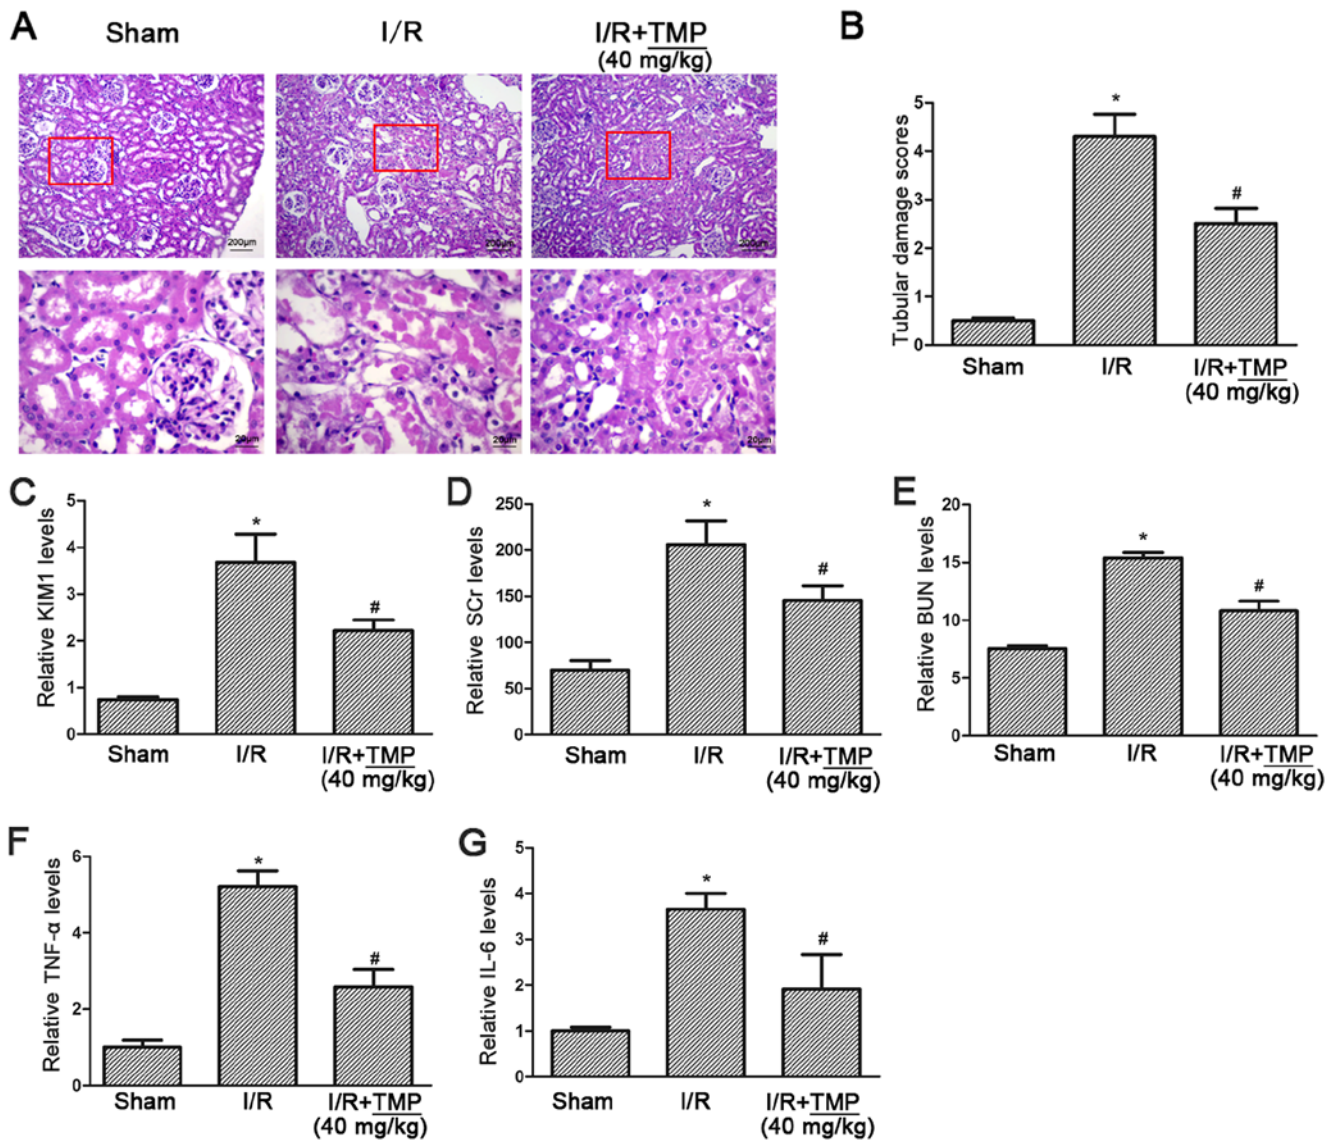 A
Sham
I/R
I/R+TMP
(40 mg/kg)
200μm
200μm
200μm
20μm
20μm
20μm
B
Tubular damage scores
5
4
3
2
1
0
*
#
Sham
I/R
I/R+TMP
(40 mg/kg)
C
Relative KIM1 levels
5
4
3
2
1
0
*
#
Sham
I/R
I/R+TMP
(40 mg/kg)
D
Relative SCr levels
250
200
150
100
50
0
*
#
Sham
I/R
I/R+TMP
(40 mg/kg)
E
Relative BUN levels
20
15
10
5
0
*
#
Sham
I/R
I/R+TMP
(40 mg/kg)
F
Relative TNF-α levels
6
4
2
0
*
#
Sham
I/R
I/R+TMP
(40 mg/kg)
G
Relative IL-6 levels
5
4
3
2
1
0
*
#
Sham
I/R
I/R+TMP
(40 mg/kg)